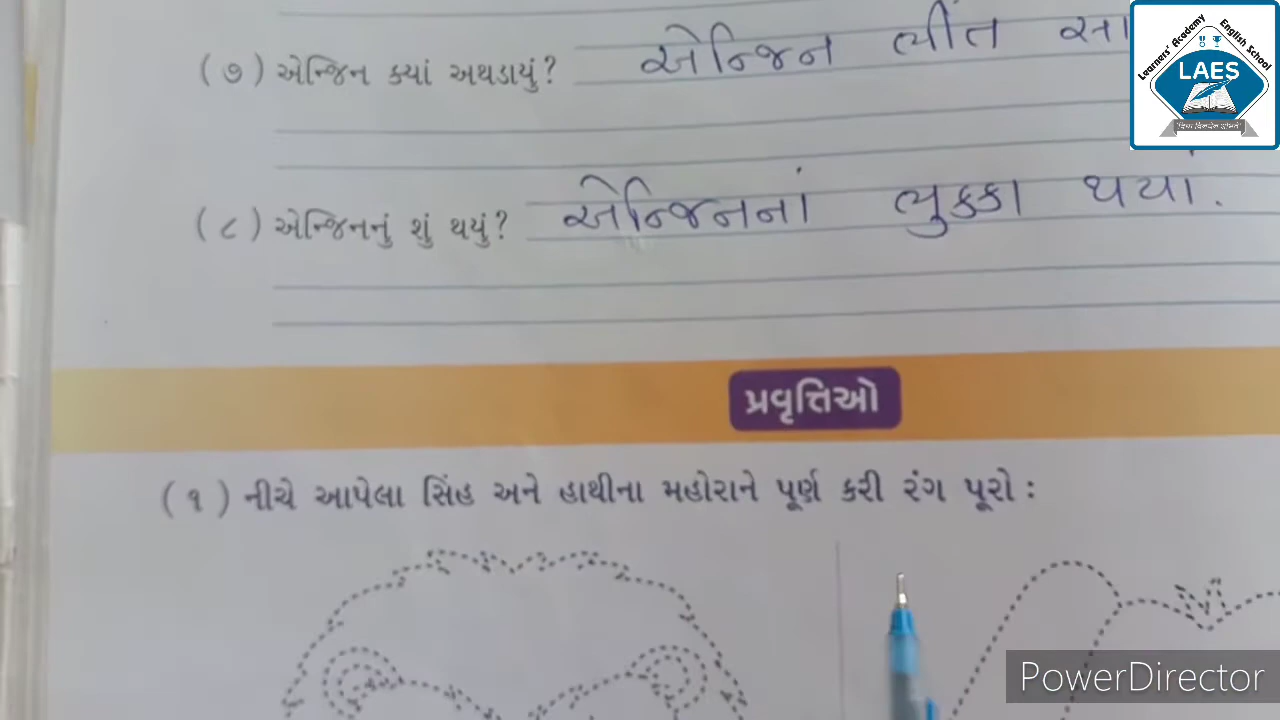 (૭) એન્જિન ક્યાં અથડાયું? એન્જિન ભીંત સા
(૮) એન્જિનનું શું થયું? એન્જિનનાં ભુક્કા થયાં.
પ્રવૃત્તિઓ
(૧) નીચે આપેલા સિંહ અને હાથીના મહોરાને પૂર્ણ કરી રંગ પૂરો :
Learners' Academy English School
LAES
PowerDirector